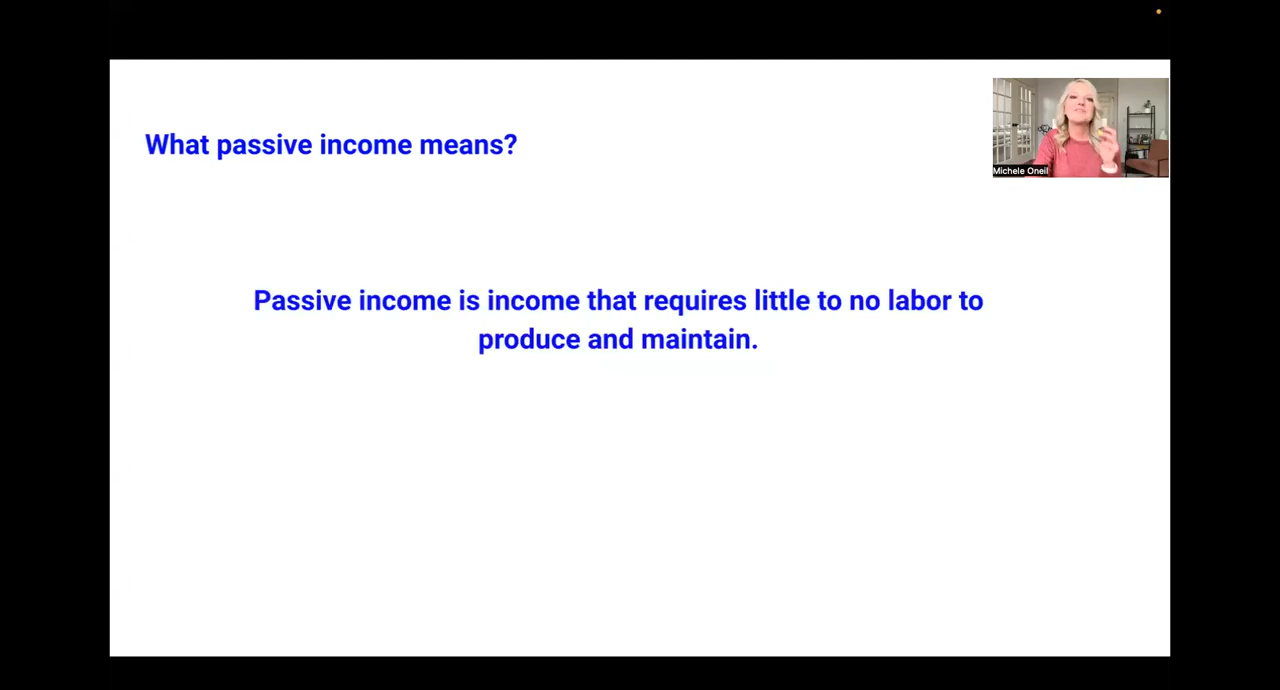 What passive income means?
Michele Oneil
Passive income is income that requires little to no labor to
produce and maintain.